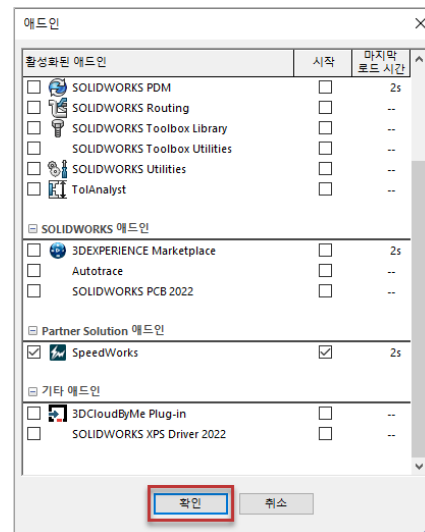 애드인
활성화된 애드인 시작 마지막 로드 시간
SOLIDWORKS PDM 2s
SOLIDWORKS Routing --
SOLIDWORKS Toolbox Library --
SOLIDWORKS Toolbox Utilities --
SOLIDWORKS Utilities --
TolAnalyst --
SOLIDWORKS 애드인
3DEXPERIENCE Marketplace 2s
Autotrace --
SOLIDWORKS PCB 2022 --
Partner Solution 애드인
SpeedWorks 2s
기타 애드인
3DCloudByMe Plug-in --
SOLIDWORKS XPS Driver 2022 --
확인 취소